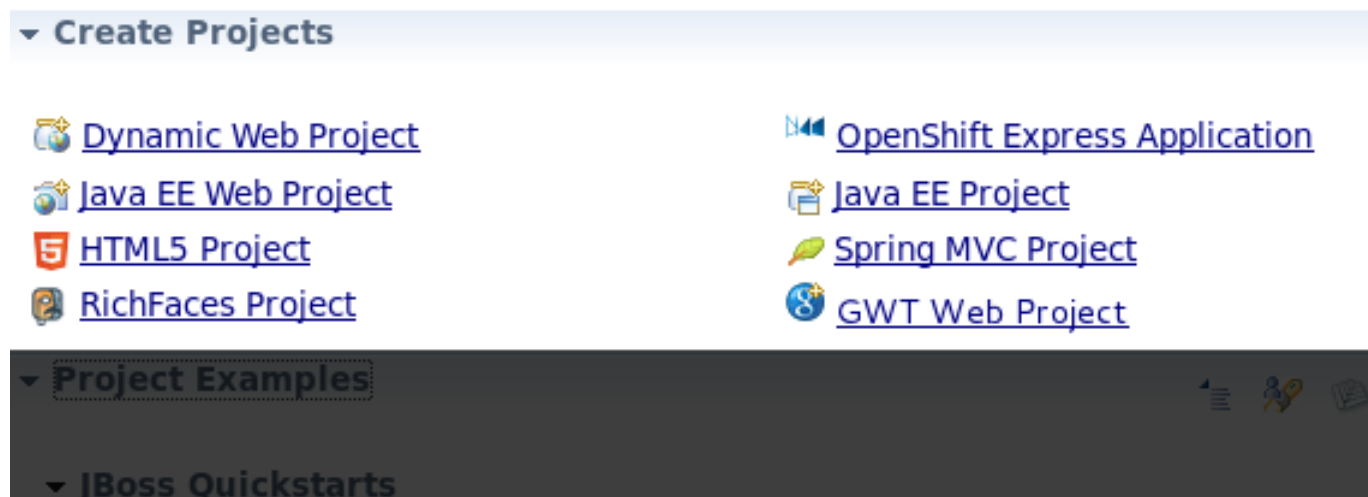 Create Projects
Dynamic Web Project
OpenShift Express Application
Java EE Web Project
Java EE Project
HTML5 Project
Spring MVC Project
RichFaces Project
GWT Web Project
Project Examples
JBoss Quickstarts